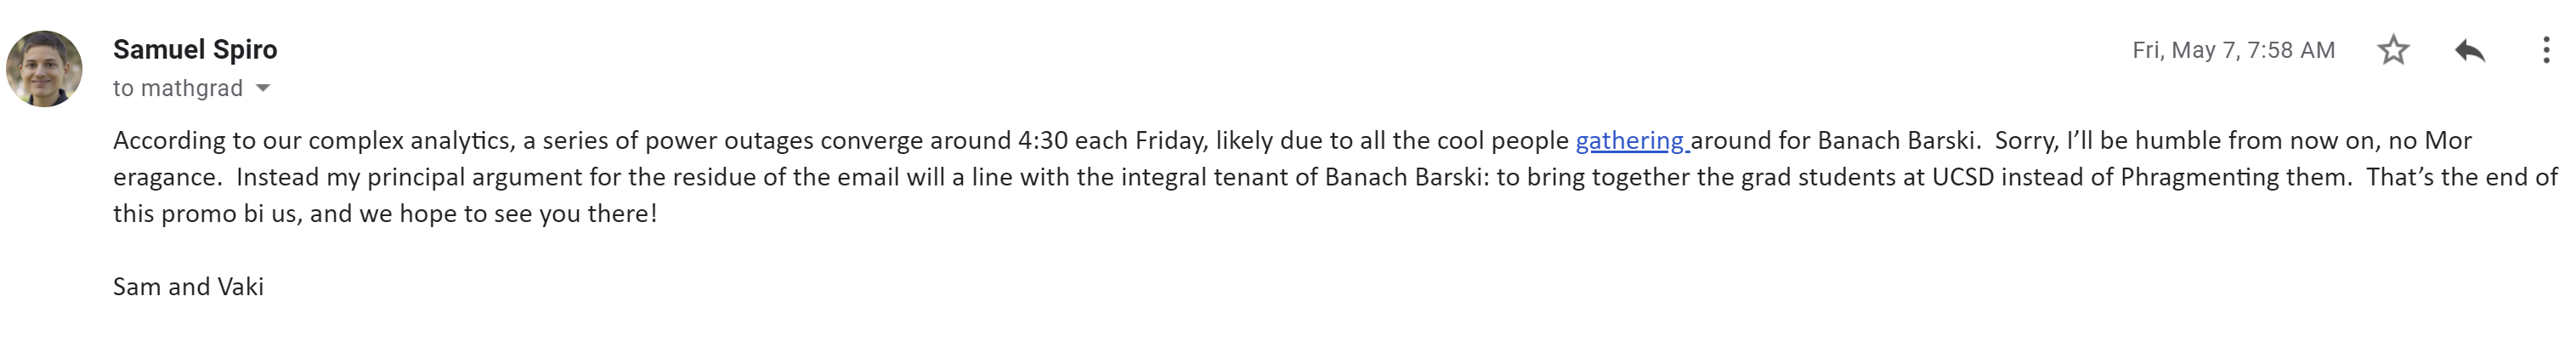 Samuel Spiro
Fri, May 7, 7:58 AM
to mathgrad
According to our complex analytics, a series of power outages converge around 4:30 each Friday, likely due to all the cool people gathering around for Banach Barski.  Sorry, I’ll be humble from now on, no Mor
eragance.  Instead my principal argument for the residue of the email will a line with the integral tenant of Banach Barski: to bring together the grad students at UCSD instead of Phragmenting them.  That’s the end of
this promo bi us, and we hope to see you there!
Sam and Vaki